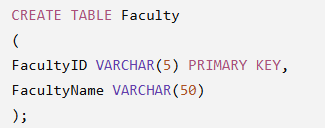 CREATE TABLE Faculty
(
FacultyID VARCHAR(5) PRIMARY KEY,
FacultyName VARCHAR(50)
);